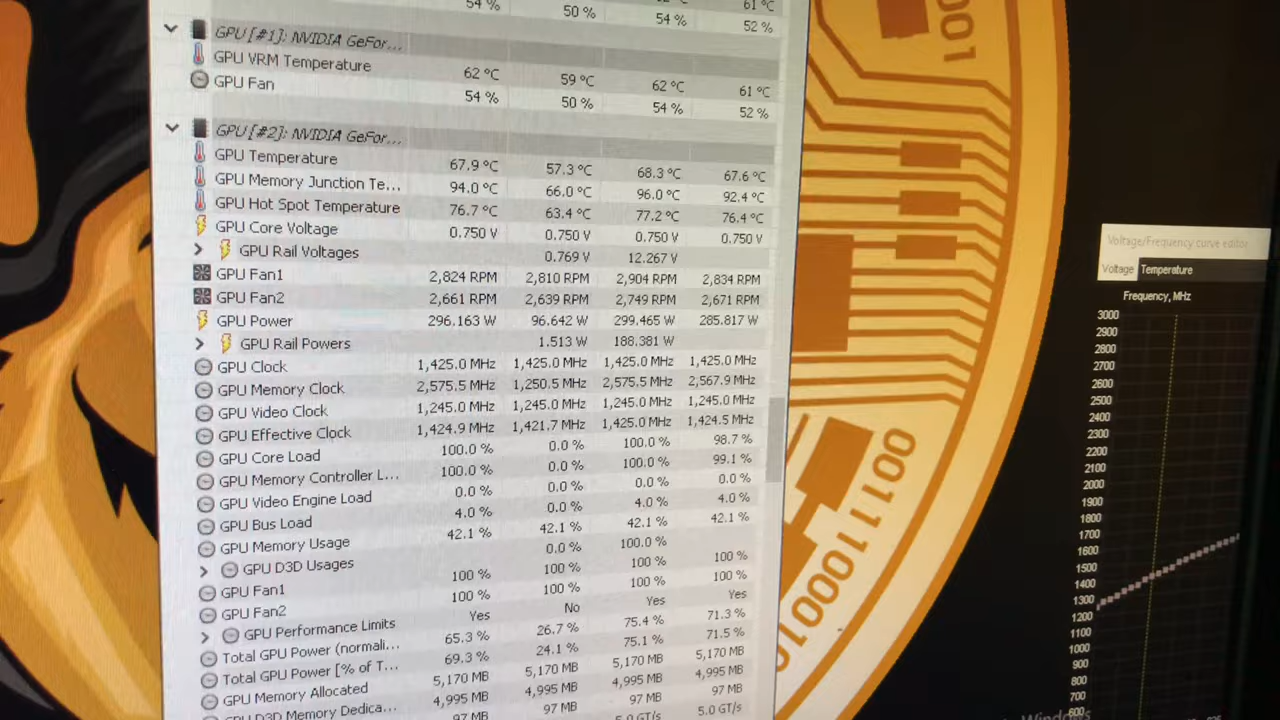 54 % 50 % 54 % 61 °C
52 %
GPU [#1]: NVIDIA GeFor...
GPU VRM Temperature 62 °C 59 °C 62 °C 61 °C
GPU Fan 54 % 50 % 54 % 52 %
GPU [#2]: NVIDIA GeFor...
GPU Temperature 67.9 °C 57.3 °C 68.3 °C 67.6 °C
GPU Memory Junction Te... 94.0 °C 66.0 °C 96.0 °C 92.4 °C
GPU Hot Spot Temperature 76.7 °C 63.4 °C 77.2 °C 76.4 °C
GPU Core Voltage 0.750 V 0.750 V 0.750 V 0.750 V
GPU Rail Voltages 0.769 V 12.267 V
GPU Fan1 2,824 RPM 2,810 RPM 2,904 RPM 2,834 RPM
GPU Fan2 2,661 RPM 2,639 RPM 2,749 RPM 2,671 RPM
GPU Power 296.163 W 96.642 W 299.465 W 285.817 W
GPU Rail Powers 1.513 W 188.381 W
GPU Clock 1,425.0 MHz 1,425.0 MHz 1,425.0 MHz 1,425.0 MHz
GPU Memory Clock 2,575.5 MHz 1,250.5 MHz 2,575.5 MHz 2,567.9 MHz
GPU Video Clock 1,245.0 MHz 1,245.0 MHz 1,245.0 MHz 1,245.0 MHz
GPU Effective Clock 1,424.9 MHz 1,421.7 MHz 1,425.0 MHz 1,424.5 MHz
GPU Core Load 100.0 % 0.0 % 100.0 % 98.7 %
GPU Memory Controller L... 100.0 % 0.0 % 100.0 % 99.1 %
GPU Video Engine Load 0.0 % 0.0 % 0.0 % 0.0 %
GPU Bus Load 4.0 % 0.0 % 4.0 % 4.0 %
GPU Memory Usage 42.1 % 42.1 % 42.1 % 42.1 %
GPU D3D Usages 0.0 % 100.0 %
GPU Fan1 100 % 100 % 100 % 100 %
GPU Fan2 100 % 100 % 100 % 100 %
GPU Performance Limits Yes No Yes Yes
Total GPU Power (normali... 65.3 % 26.7 % 75.4 % 71.3 %
Total GPU Power [% of T... 69.3 % 24.1 % 75.1 % 71.5 %
GPU Memory Allocated 5,170 MB 5,170 MB 5,170 MB 5,170 MB
GPU D3D Memory Dedica... 4,995 MB 4,995 MB 4,995 MB 4,995 MB
97 MB 97 MB 97 MB 97 MB
5.0 GT/s 5.0 GT/s
1001
0011100010
Voltage/Frequency curve editor
Voltage Temperature
Frequency, MHz
3000
2900
2800
2700
2600
2500
2400
2300
2200
2100
2000
1900
1800
1700
1600
1500
1400
1300
1200
1100
1000
900
800
700
600
Windows